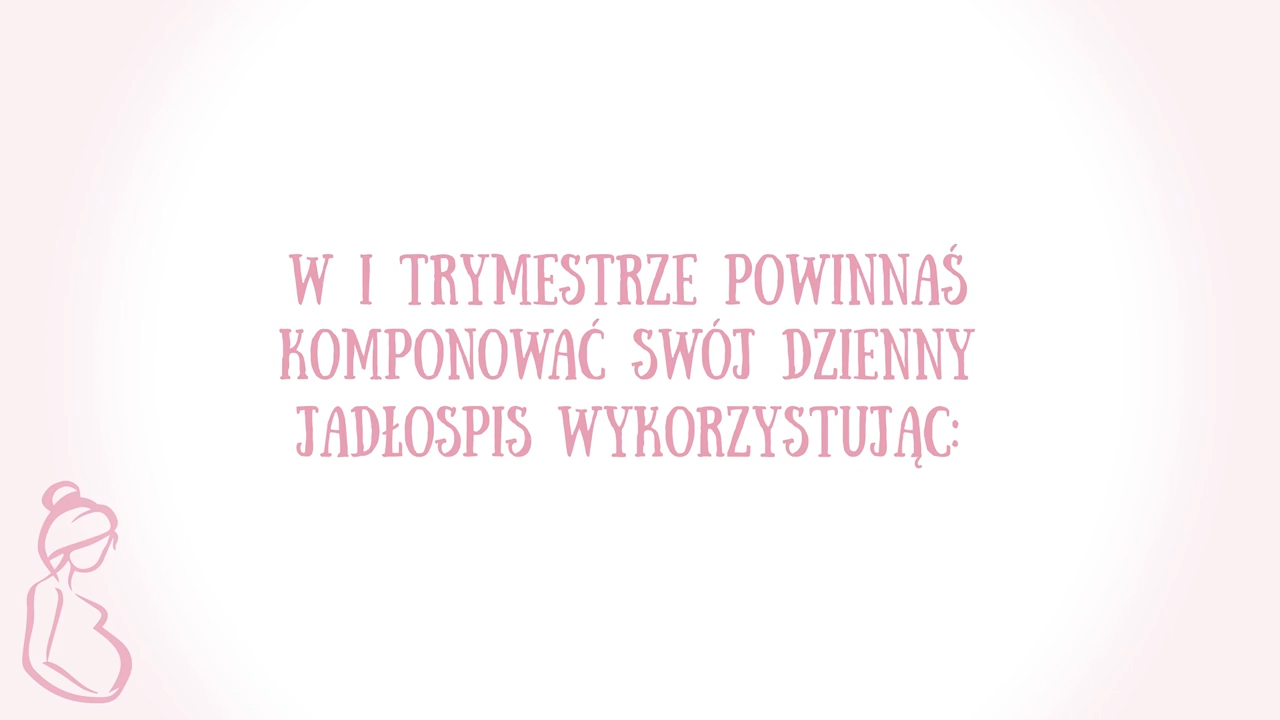 W I TRYMESTRZE POWINNAŚ
KOMPONOWAĆ SWÓJ DZIENNY
JADŁOSPIS WYKORZYSTUJĄC: